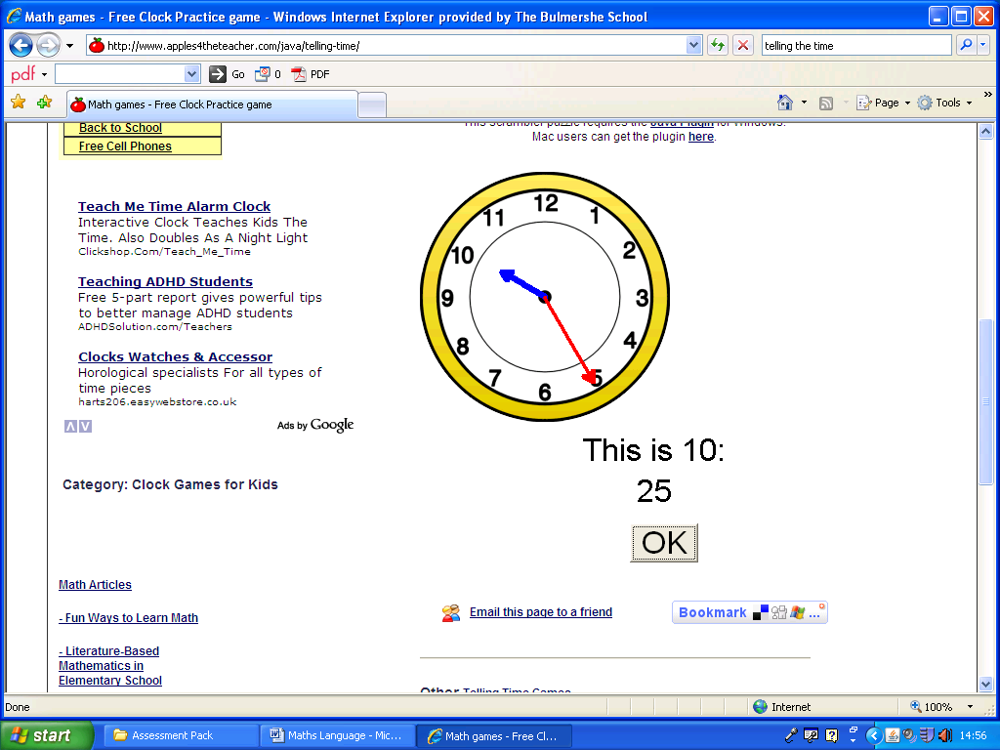 Math games - Free Clock Practice game - Windows Internet Explorer provided by The Bulmershe School
http://www.apples4theteacher.com/java/telling-time/
telling the time
pdf
Go
0
PDF
Math games - Free Clock Practice game
Page
Tools
»
Back to School
Free Cell Phones
This scrambler puzzle requires the Java Plugin for Windows.
Mac users can get the plugin here.
Teach Me Time Alarm Clock
Interactive Clock Teaches Kids The
Time. Also Doubles As A Night Light
Clickshop.Com/Teach_Me_Time
Teaching ADHD Students
Free 5-part report gives powerful tips
to better manage ADHD students
ADHDSolution.com/Teachers
Clocks Watches & Accessor
Horological specialists For all types of
time pieces
harts206.easywebstore.co.uk
Ads by Google
12
1
2
3
4
5
6
7
8
9
10
11
This is 10:
25
OK
Category: Clock Games for Kids
Math Articles
- Fun Ways to Learn Math
- Literature-Based
Mathematics in
Elementary School
Email this page to a friend
Bookmark ...
Other Telling Time Games
Done
Internet
100%
start
Assessment Pack
Maths Language - Mic...
Math games - Free Cl...
14:56